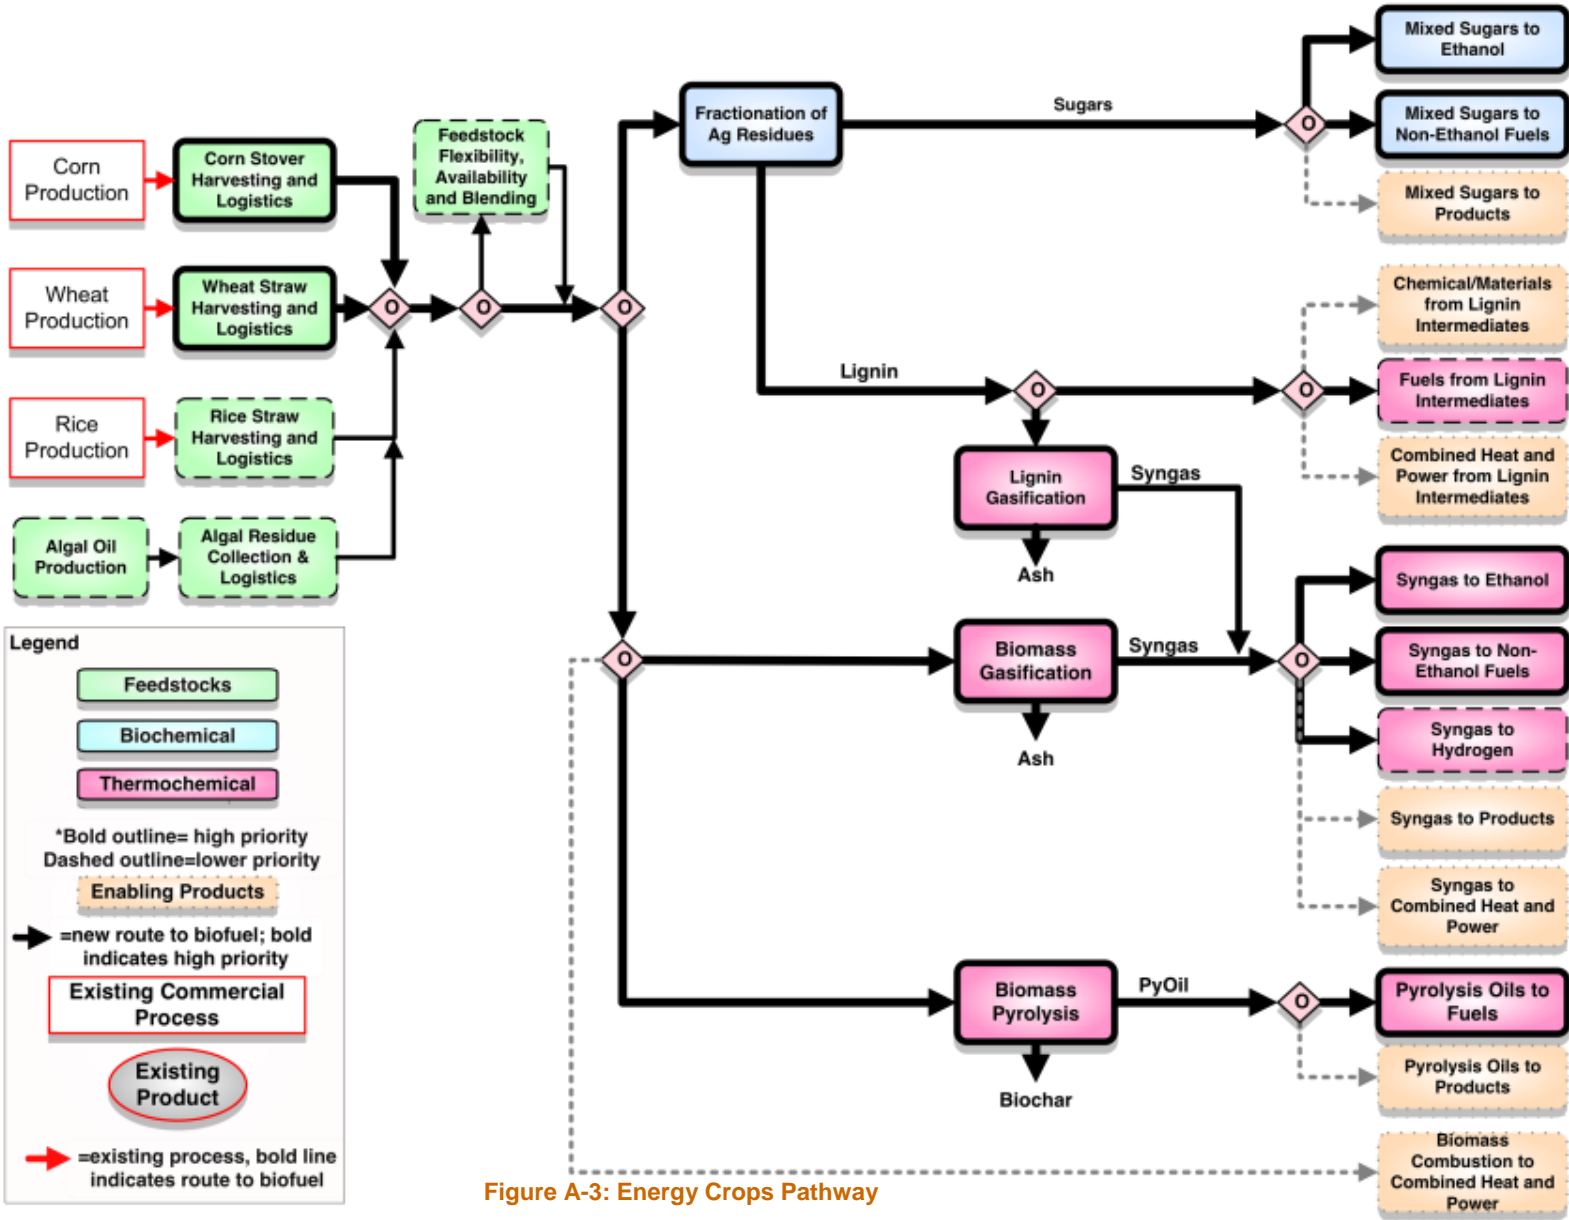 Mixed Sugars to
Ethanol
Fractionation of
Ag Residues
Sugars
O
Mixed Sugars to
Non-Ethanol Fuels
Mixed Sugars to
Products
Corn
Production
Corn Stover
Harvesting and
Logistics
Feedstock
Flexibility,
Availability
and Blending
Wheat
Production
Wheat Straw
Harvesting and
Logistics
O
O
O
Chemical/Materials
from Lignin
Intermediates
Lignin
O
O
Fuels from Lignin
Intermediates
Combined Heat and
Power from Lignin
Intermediates
Rice
Production
Rice Straw
Harvesting and
Logistics
Lignin
Gasification
Syngas
Ash
Algal Oil
Production
Algal Residue
Collection &
Logistics
Syngas to Ethanol
O
Biomass
Gasification
Syngas
O
Ash
Syngas to Non-
Ethanol Fuels
Syngas to
Hydrogen
Syngas to Products
Syngas to
Combined Heat and
Power
Biomass
Pyrolysis
PyOil
O
Biochar
Pyrolysis Oils to
Fuels
Pyrolysis Oils to
Products
Biomass
Combustion to
Combined Heat and
Power
Legend
Feedstocks
Biochemical
Thermochemical
*Bold outline= high priority
Dashed outline=lower priority
Enabling Products
=new route to biofuel; bold
indicates high priority
Existing Commercial
Process
Existing
Product
=existing process, bold line
indicates route to biofuel
Figure A-3: Energy Crops Pathway